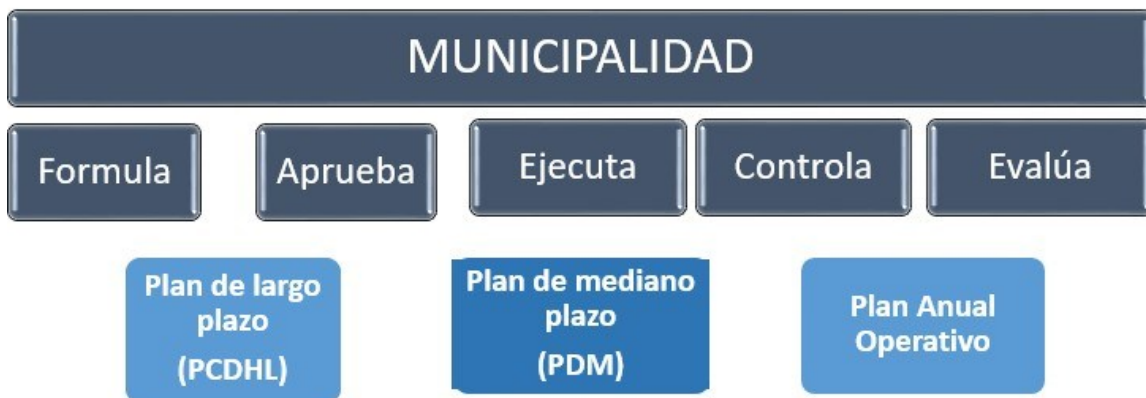 MUNICIPALIDAD
Formula
Aprueba
Ejecuta
Controla
Evalúa
Plan de largo
plazo
(PCDHL)
Plan de mediano
plazo
(PDM)
Plan Anual
Operativo